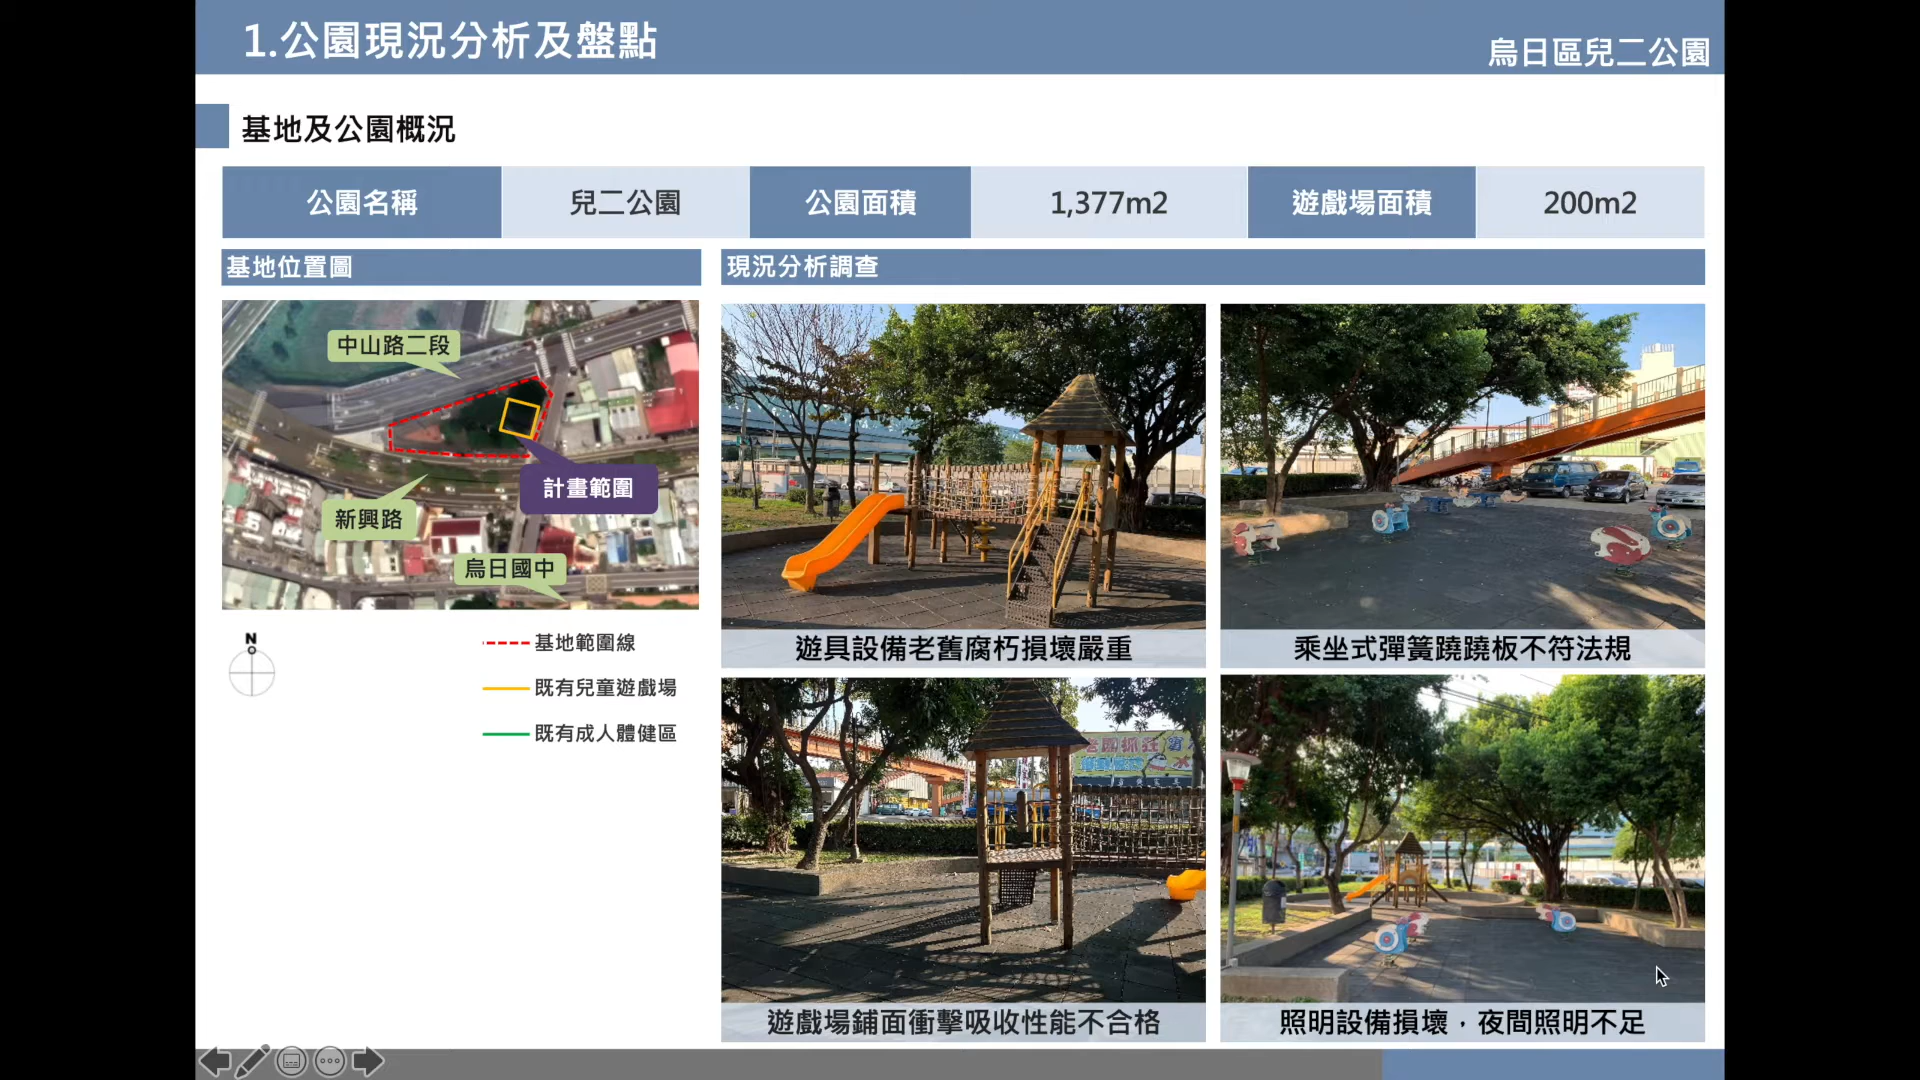 1.公園現況分析及盤點
烏日區兒二公園
基地及公園概況
公園名稱
兒二公園
公園面積
1,377m2
遊戲場面積
200m2
基地位置圖
現況分析調查
中山路二段
計畫範圍
新興路
烏日國中
N
基地範圍線
既有兒童遊戲場
既有成人體健區
遊具設備老舊腐朽損壞嚴重
乘坐式彈簧蹺蹺板不符法規
遊戲場鋪面衝擊吸收性能不合格
照明設備損壞，夜間照明不足